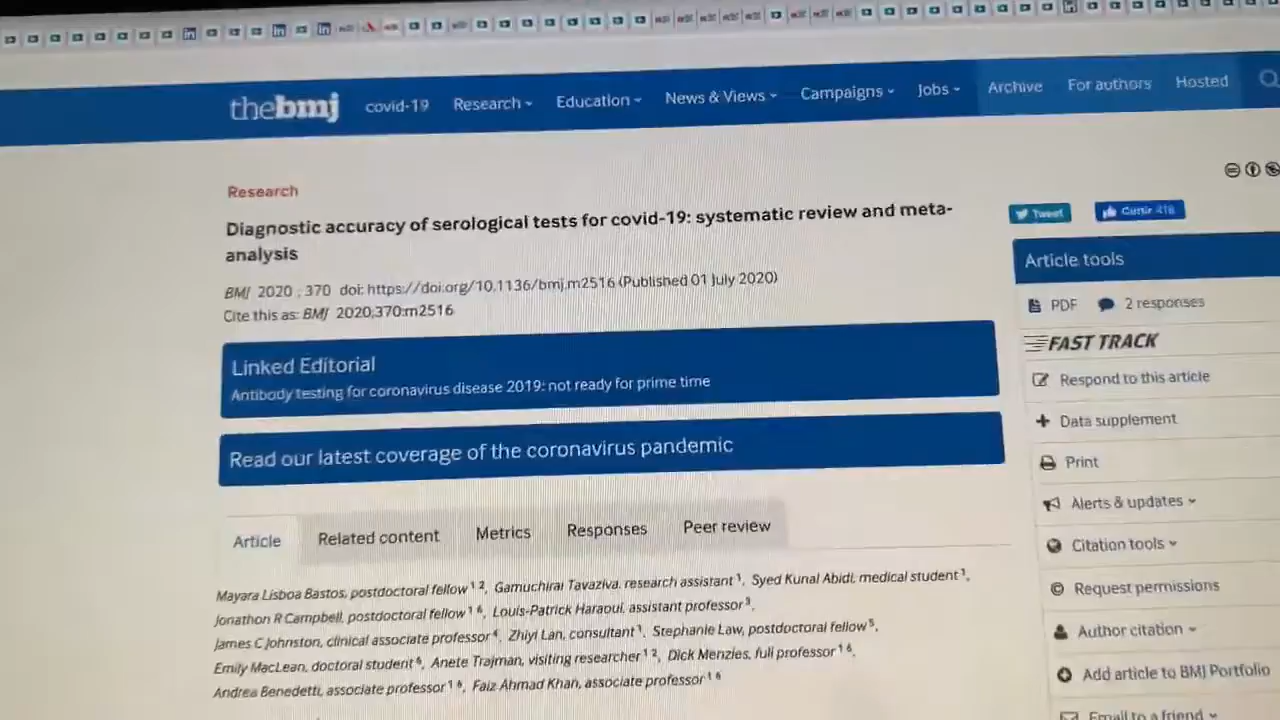 thebmj covid-19 Research Education News & Views Campaigns Jobs Archive For authors Hosted
Research
Diagnostic accuracy of serological tests for covid-19: systematic review and meta-
analysis
BMJ 2020 ; 370 doi: https://doi.org/10.1136/bmj.m2516 (Published 01 July 2020)
Cite this as: BMJ 2020;370:m2516
Linked Editorial
Antibody testing for coronavirus disease 2019: not ready for prime time
Read our latest coverage of the coronavirus pandemic
Article Related content Metrics Responses Peer review
Mayara Lisboa Bastos, postdoctoral fellow 1 2, Gamuchirai Tavaziva, research assistant 1, Syed Kunal Abidi, medical student 1,
Jonathon R Campbell, postdoctoral fellow 1 6, Louis-Patrick Haraoui, assistant professor 3,
James C Johnston, clinical associate professor 4, Zhiyi Lan, consultant 1, Stephanie Law, postdoctoral fellow 5,
Emily MacLean, doctoral student 6, Anete Trajman, visiting researcher 1 2, Dick Menzies, full professor 1 6,
Andrea Benedetti, associate professor 1 6, Faiz Ahmad Khan, associate professor 1 6
Tweet
Curtir 418
Article tools
PDF 2 responses
FAST TRACK
Respond to this article
Data supplement
Print
Alerts & updates
Citation tools
Request permissions
Author citation
Add article to BMJ Portfolio
Email to a friend